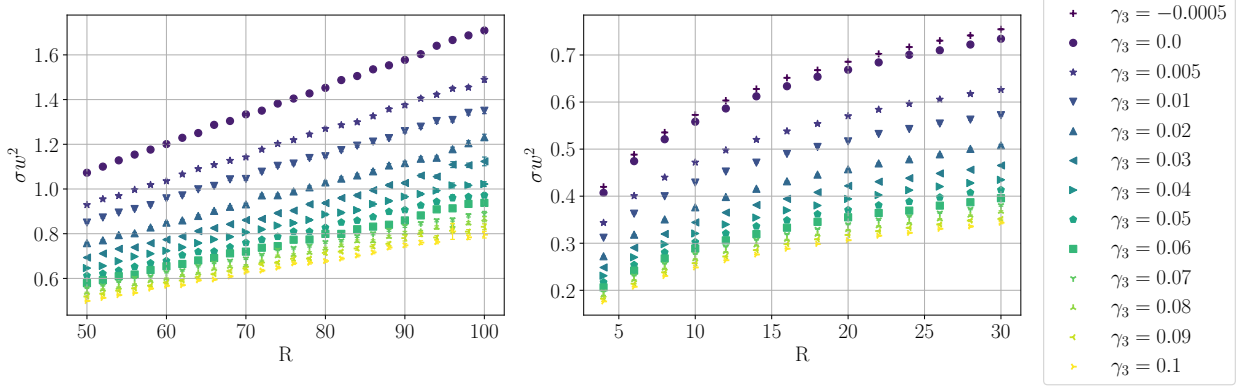 1.6
1.4
1.2
1.0
0.8
0.6
σw²
50 60 70 80 90 100
R
0.7
0.6
0.5
0.4
0.3
0.2
σw²
5 10 15 20 25 30
R
γ₃ = −0.0005
γ₃ = 0.0
γ₃ = 0.005
γ₃ = 0.01
γ₃ = 0.02
γ₃ = 0.03
γ₃ = 0.04
γ₃ = 0.05
γ₃ = 0.06
γ₃ = 0.07
γ₃ = 0.08
γ₃ = 0.09
γ₃ = 0.1